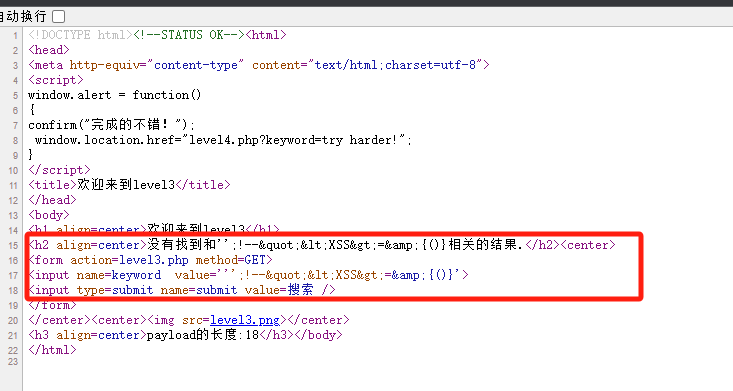 自动换行
1 <!DOCTYPE html><!--STATUS OK--><html>
2 <head>
3 <meta http-equiv="content-type" content="text/html;charset=utf-8">
4 <script>
5 window.alert = function()
6 {
7 confirm("完成的不错！");
8 window.location.href="level4.php?keyword=try harder!";
9 }
10 </script>
11 <title>欢迎来到level3</title>
12 </head>
13 <body>
14 <h1 align=center>欢迎来到level3</h1>
15 <h2 align=center>没有找到和'';!--&quot;&lt;XSS&gt;=&amp;{()}相关的结果.</h2><center>
16 <form action=level3.php method=GET>
17 <input name=keyword  value=''';!--&quot;&lt;XSS&gt;=&amp;{()}'>
18 <input type=submit name=submit value=搜索 />
19 </form>
20 </center><center><img src=level3.png></center>
21 <h3 align=center>payload的长度:18</h3></body>
22 </html>
23